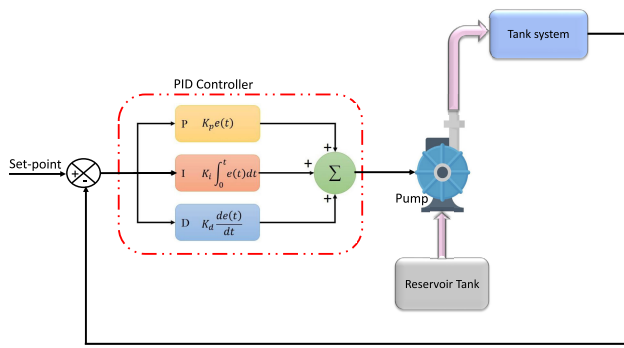 Tank system
PID Controller
P K_p e(t)
+
Set-point
+
-
I K_i ∫_0^t e(t)dt
+
Σ
+
D K_d de(t)/dt
Pump
Reservoir Tank